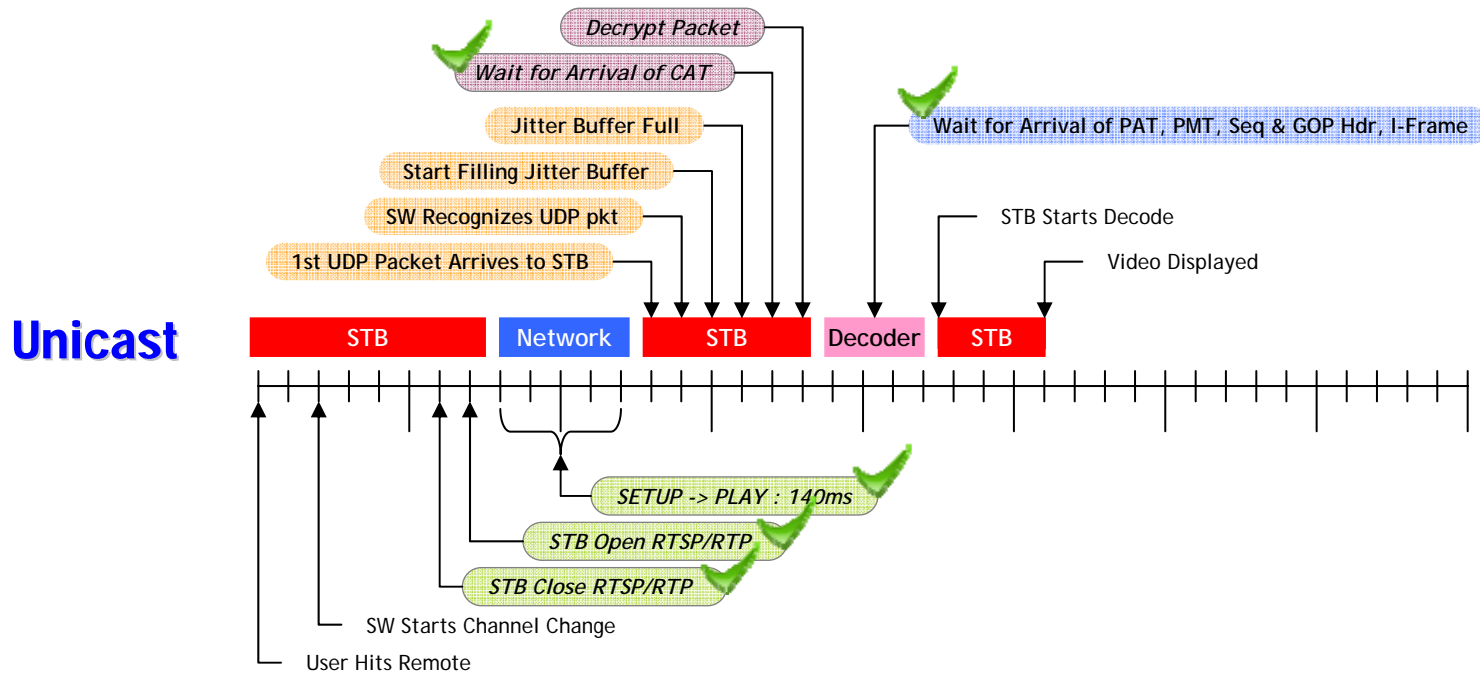 Decrypt Packet
Wait for Arrival of CAT
Jitter Buffer Full
Wait for Arrival of PAT, PMT, Seq & GOP Hdr, I-Frame
Start Filling Jitter Buffer
SW Recognizes UDP pkt
STB Starts Decode
1st UDP Packet Arrives to STB
Video Displayed
Unicast
STB
Network
STB
Decoder
STB
SETUP -> PLAY : 140ms
STB Open RTSP/RTP
STB Close RTSP/RTP
SW Starts Channel Change
User Hits Remote